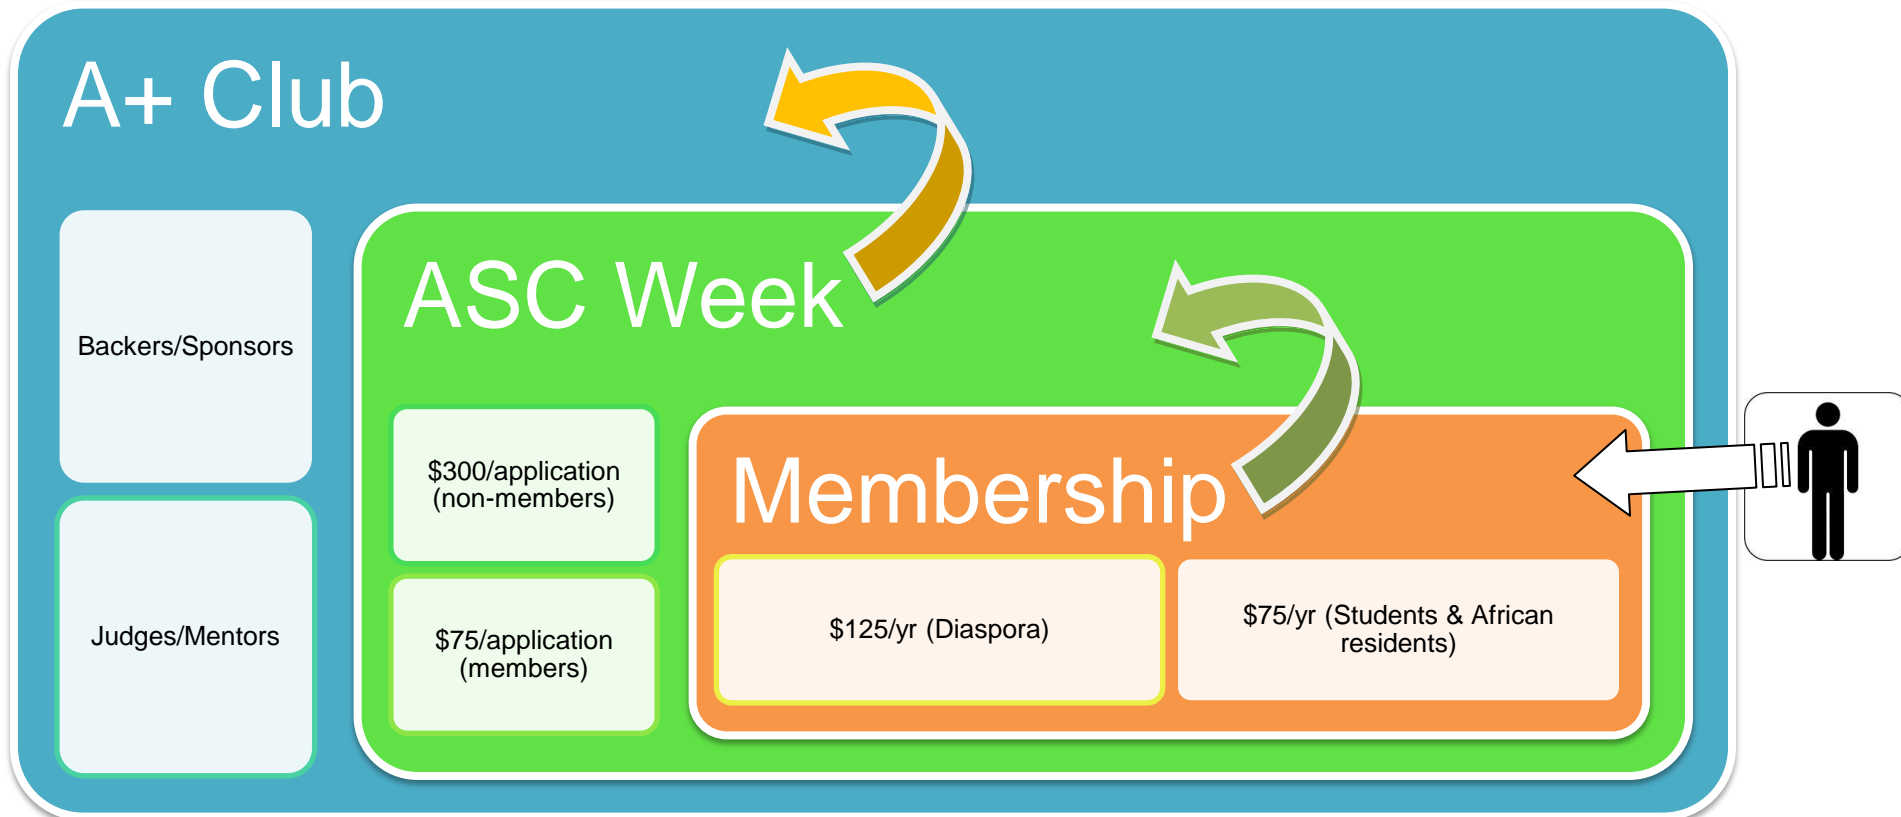 A+ Club
Backers/Sponsors
Judges/Mentors
ASC Week
$300/application
(non-members)
$75/application
(members)
Membership
$125/yr (Diaspora)
$75/yr (Students & African
residents)